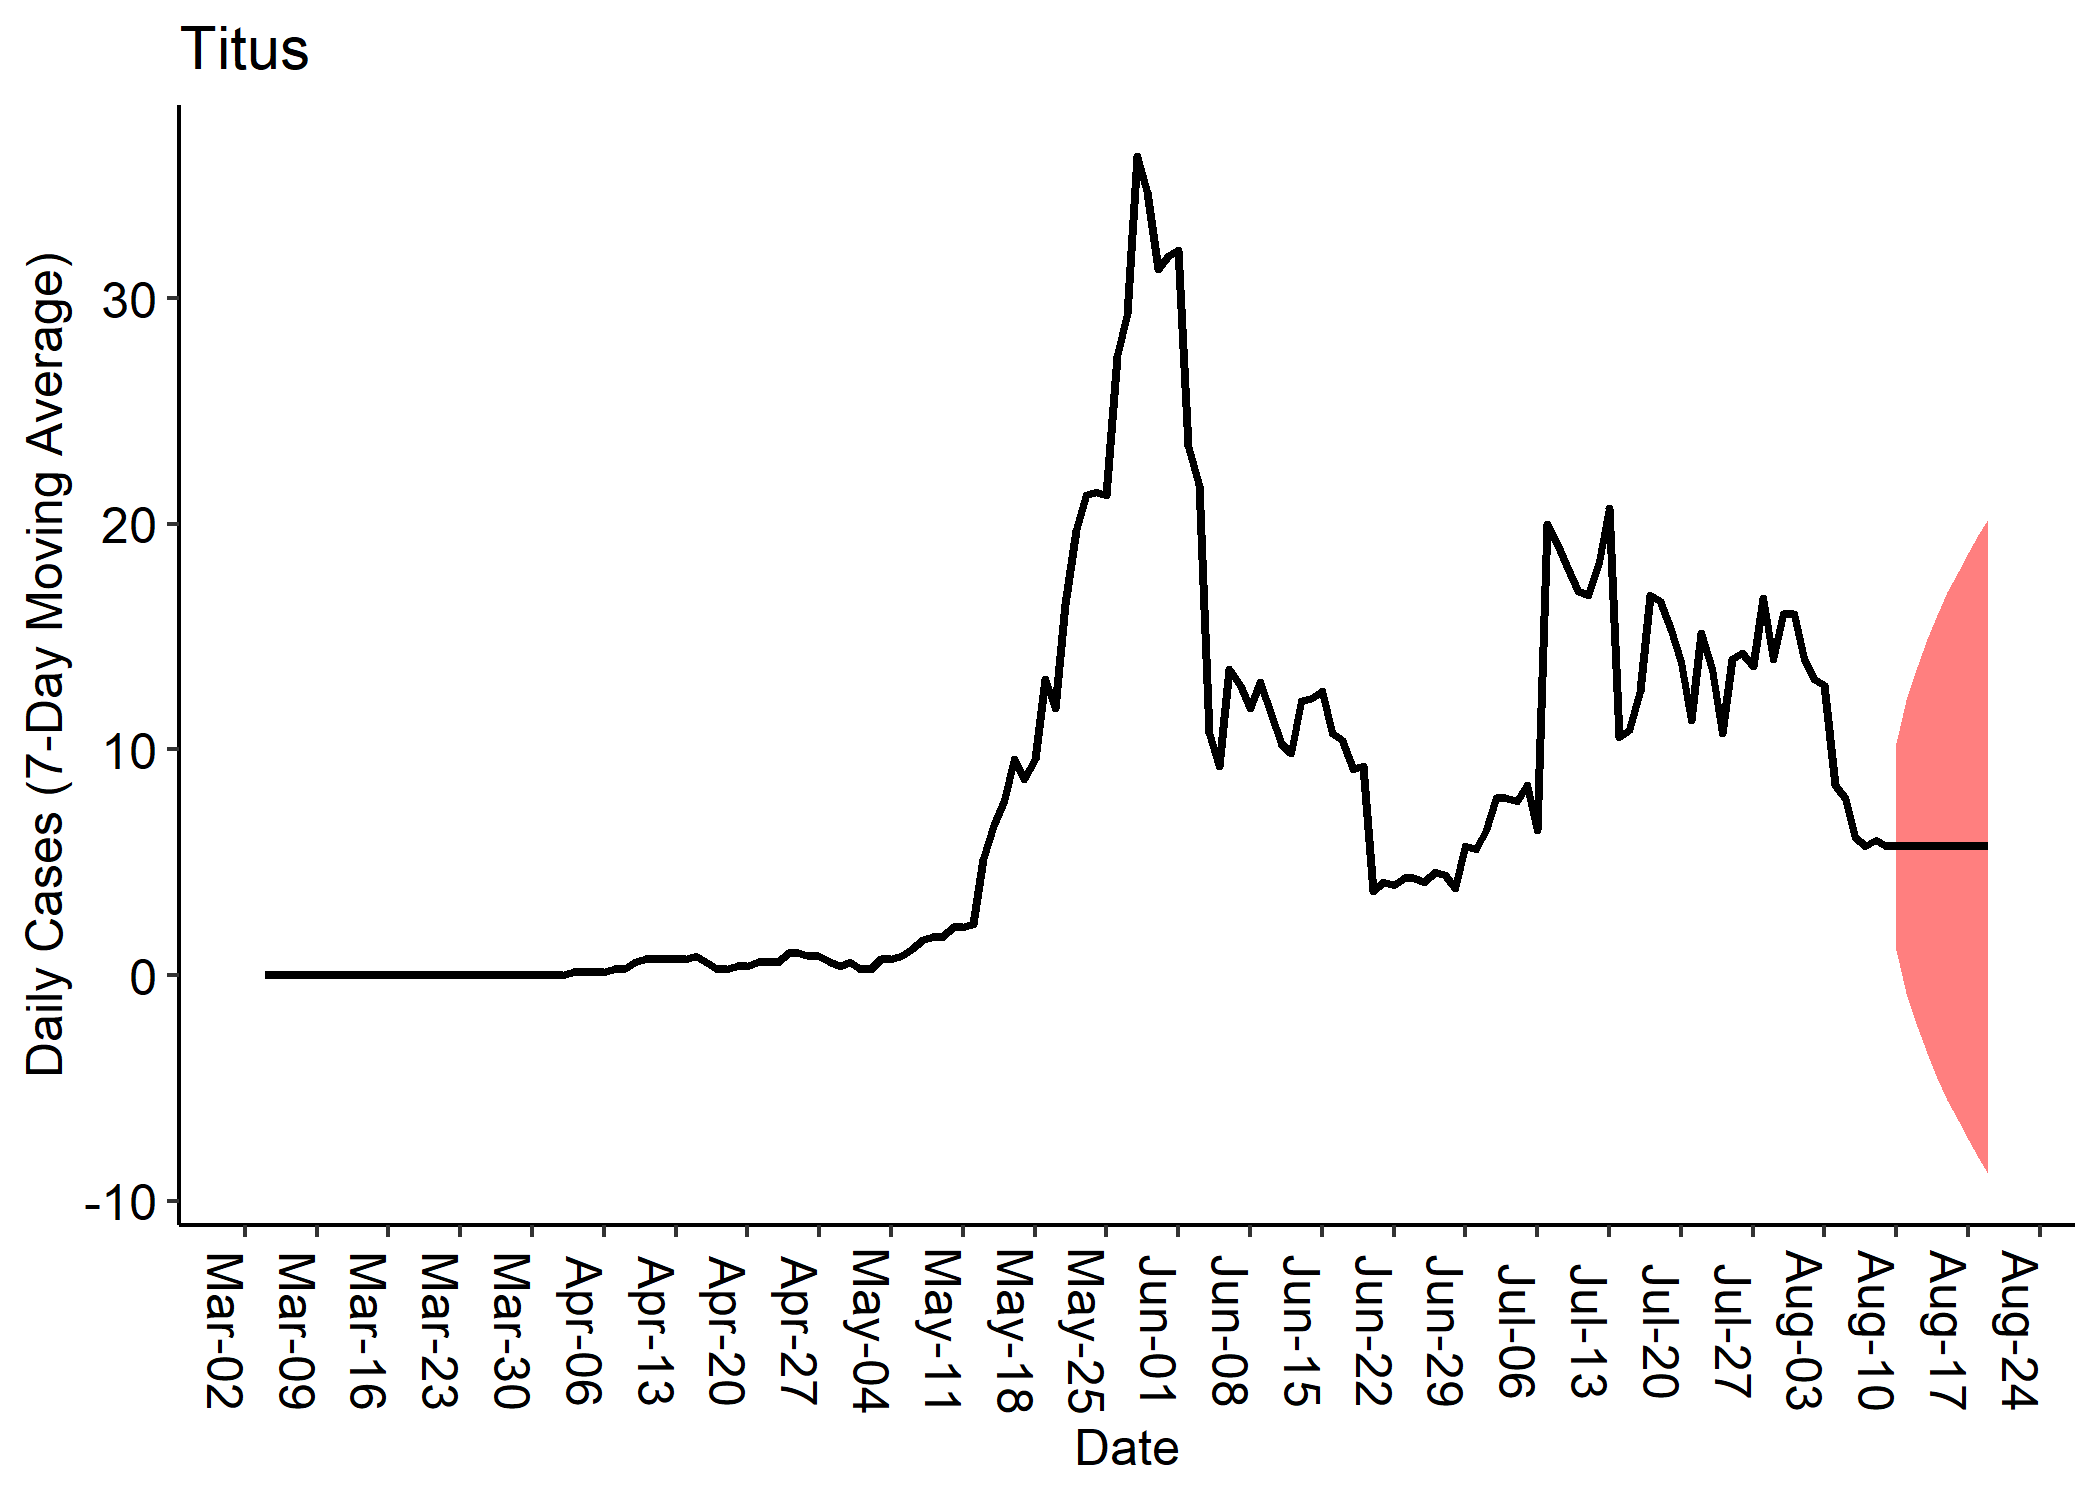 Titus
Daily Cases (7-Day Moving Average)
30
20
10
0
-10
Mar-02
Mar-09
Mar-16
Mar-23
Mar-30
Apr-06
Apr-13
Apr-20
Apr-27
May-04
May-11
May-18
May-25
Jun-01
Jun-08
Jun-15
Jun-22
Jun-29
Jul-06
Jul-13
Jul-20
Jul-27
Aug-03
Aug-10
Aug-17
Aug-24
Date